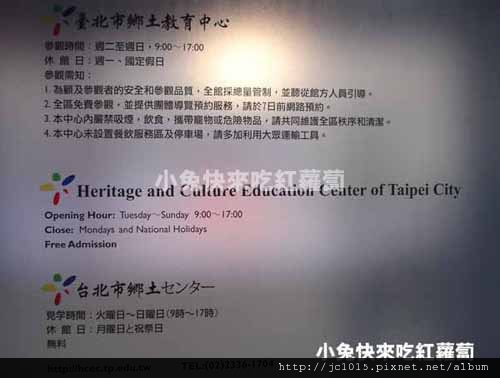 臺北市鄉土教育中心
參觀時間：週二至週日，9:00～17:00
休 館 日：週一、國定假日
參觀需知：
1. 為顧及參觀者的安全和參觀品質，全館採總量管制，並聽從館方人員引導。
2. 全區免費參觀，並提供團體導覽預約服務，請於7日前網路預約。
3. 本中心內嚴禁吸煙，飲食，攜帶寵物或危險物品，請共同維護全區秩序和清潔。
4. 本中心未設置餐飲服務區及停車場，請多加利用大眾運輸工具。
小兔快來吃紅蘿蔔
Heritage and Culture Education Center of Taipei City
Opening Hour: Tuesday～Sunday 9:00～17:00
Close: Mondays and National Holidays
Free Admission
台北市鄉土センター
見学時間：火曜日～日曜日(9時～17時)
休 館 日：月曜日と祝祭日
無料
小兔快來吃紅蘿蔔
http://hcec.tp.edu.tw TEL:(02)2336-1704
http://jc1015.pixnet.net/album